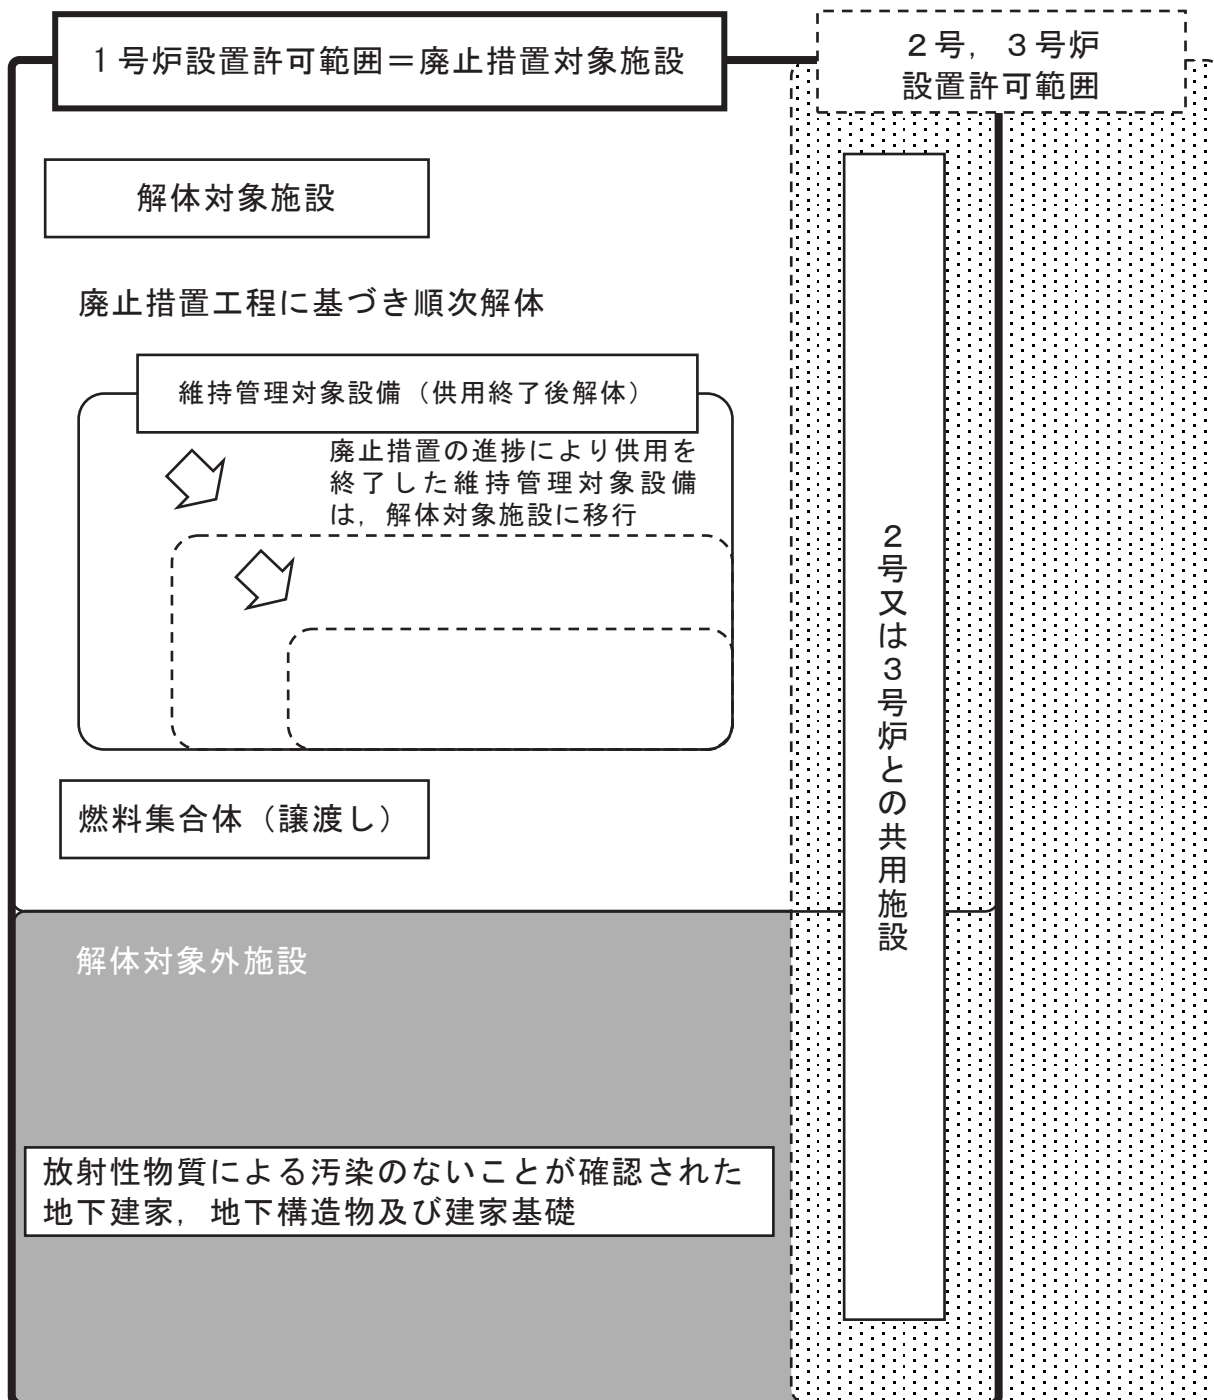 1号炉設置許可範囲＝廃止措置対象施設
2号，3号炉
設置許可範囲
解体対象施設
廃止措置工程に基づき順次解体
維持管理対象設備（供用終了後解体）
廃止措置の進捗により供用を
終了した維持管理対象設備
は，解体対象施設に移行
燃料集合体（譲渡し）
2号又は3号炉との共用施設
解体対象外施設
放射性物質による汚染のないことが確認された
地下建家，地下構造物及び建家基礎